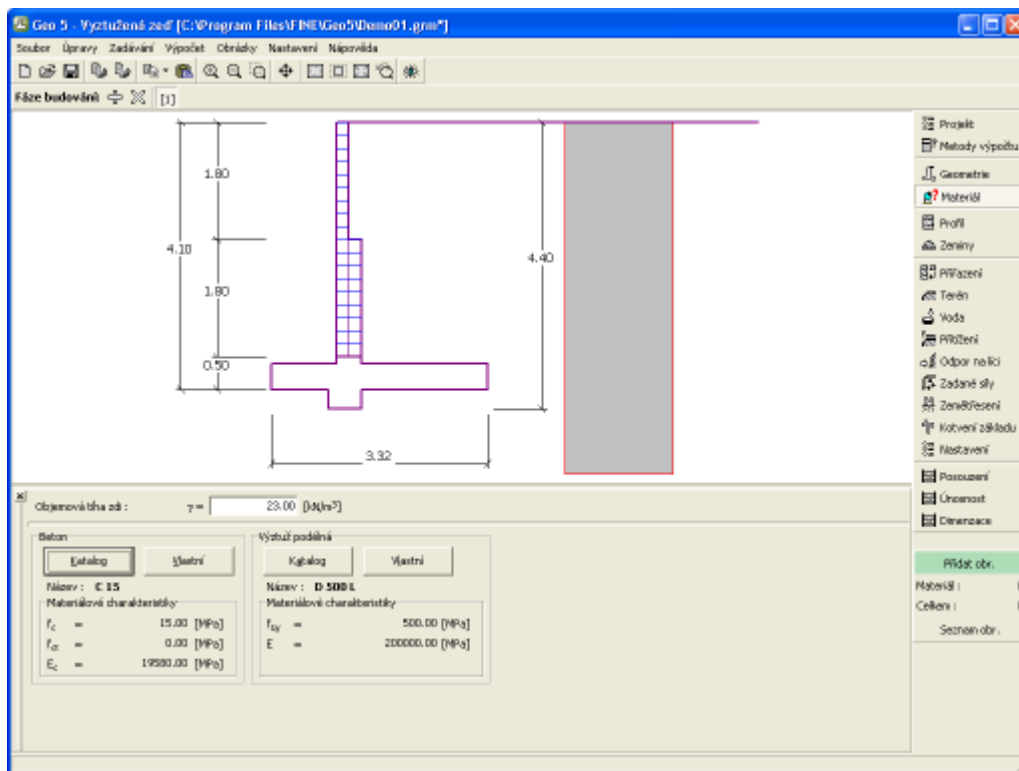 Geo 5 - Vyztužená zeď [C:\Program Files\FINE\Geo5\Demo01.grm*]
Soubor Úpravy Zadávání Výpočet Obrázky Nastavení Nápověda
Fáze budování: [1]
1.80
4.10
1.80
0.50
4.40
3.32
Projekt
Metody výpočtu
Geometrie
Materiál
Profil
Zeminy
Přiřazení
Terén
Voda
Přitížení
Odpor na líci
Zadané síly
Zemětřesení
Kotvení základu
Nastavení
Posouzení
Únosnost
Dimenzace
Přidat obr.
Materiál :
Celkem :
Seznam obr.
Objemová tíha zdi : γ = 23.00 [kN/m³]
Beton
Katalog Vlastní
Název : C 15
Materiálové charakteristiky
fc = 15.00 [MPa]
fct = 0.00 [MPa]
Ec = 19580.00 [MPa]
Výztuž podélná
Katalog Vlastní
Název : D 500 L
Materiálové charakteristiky
fsy = 500.00 [MPa]
E = 200000.00 [MPa]